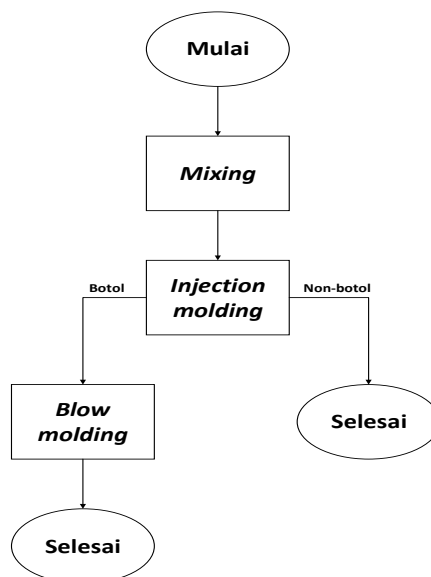 Mulai
Mixing
Injection
molding
Botol
Non-botol
Blow
molding
Selesai
Selesai